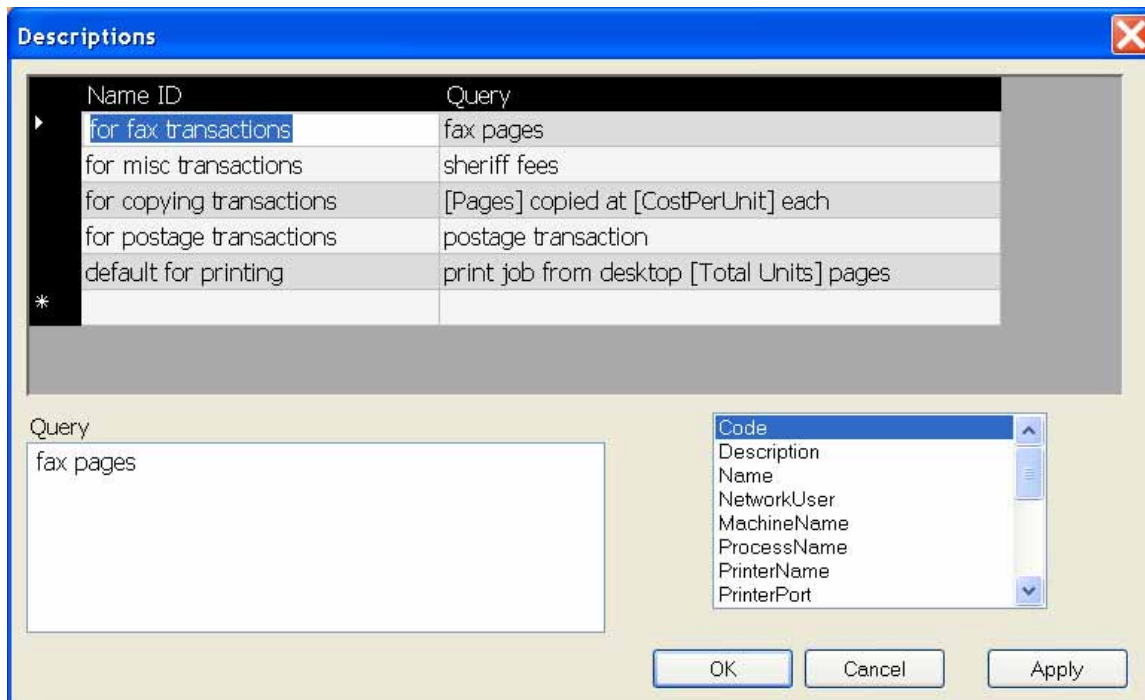 Descriptions
Name ID Query
for fax transactions fax pages
for misc transactions sheriff fees
for copying transactions [Pages] copied at [CostPerUnit] each
for postage transactions postage transaction
default for printing print job from desktop [Total Units] pages
*
Query
fax pages
Code
Description
Name
NetworkUser
MachineName
ProcessName
PrinterName
PrinterPort
OK Cancel Apply